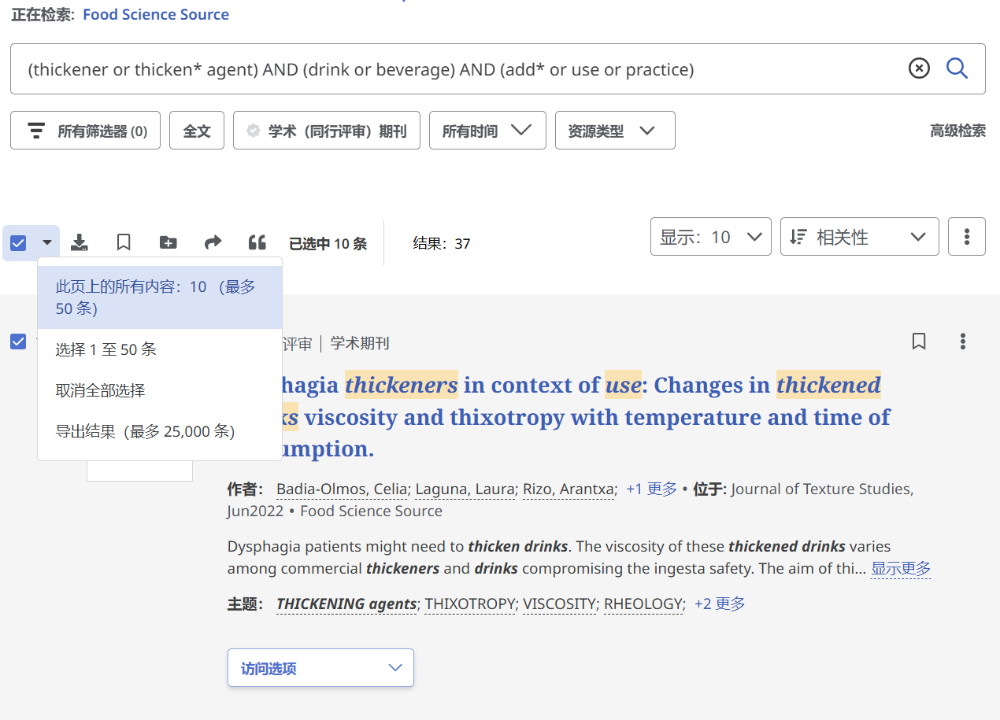 正在检索: Food Science Source
(thickener or thicken* agent) AND (drink or beverage) AND (add* or use or practice)
所有筛选器 (0) 全文 学术（同行评审）期刊 所有时间 资源类型 高级检索
已选中 10 条 结果：37 显示：10 相关性
此页上的所有内容：10 （最多
50 条）
选择 1 至 50 条
取消全部选择
导出结果（最多 25,000 条）
评审 | 学术期刊
hagia thickeners in context of use: Changes in thickened
ks viscosity and thixotropy with temperature and time of
umption.
作者： Badia-Olmos, Celia; Laguna, Laura; Rizo, Arantxa; +1 更多 • 位于: Journal of Texture Studies,
Jun2022 • Food Science Source
Dysphagia patients might need to thicken drinks. The viscosity of these thickened drinks varies
among commercial thickeners and drinks compromising the ingesta safety. The aim of thi... 显示更多
主题： THICKENING agents; THIXOTROPY; VISCOSITY; RHEOLOGY; +2 更多
访问选项